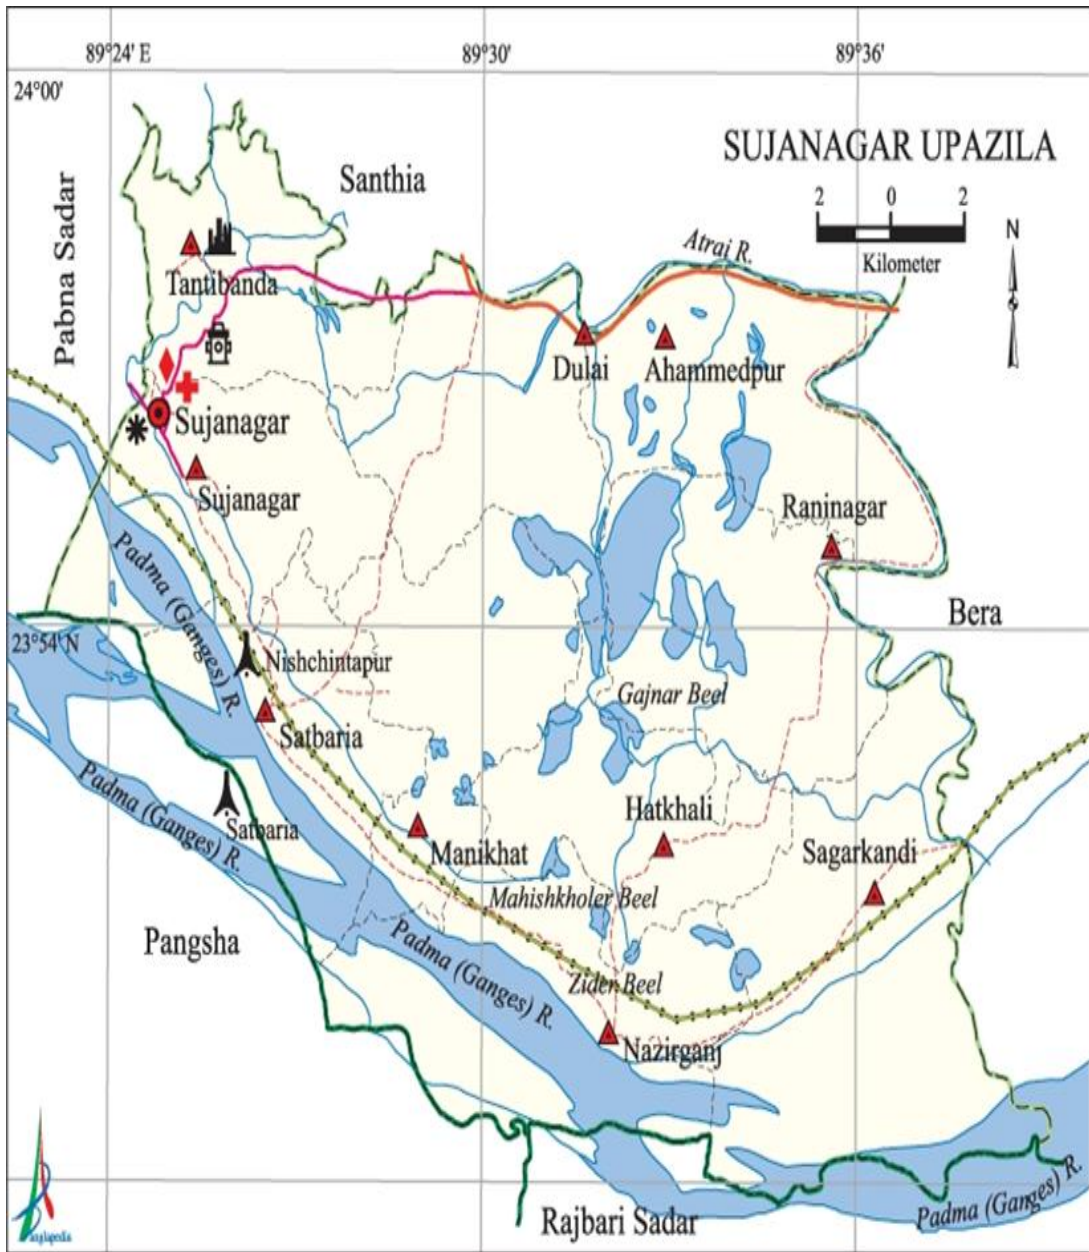 89°24' E
89°30'
89°36'
24°00'
SUJANAGAR UPAZILA
2 0 2
Kilometer
N
Santhia
Pabna Sadar
Atrai R.
Tantibanda
Dulai
Ahammedpur
Sujanagar
Sujanagar
Raninagar
Padma (Ganges) R.
Bera
23°54' N
Nishchintapur
Gajnar Beel
Satbaria
Padma (Ganges) R.
Satbaria
Hatkhali
Manikhat
Sagarkandi
Mahishkholer Beel
Pangsha
Padma (Ganges) R.
Zider Beel
Nazirganj
Padma (Ganges) R.
Rajbari Sadar